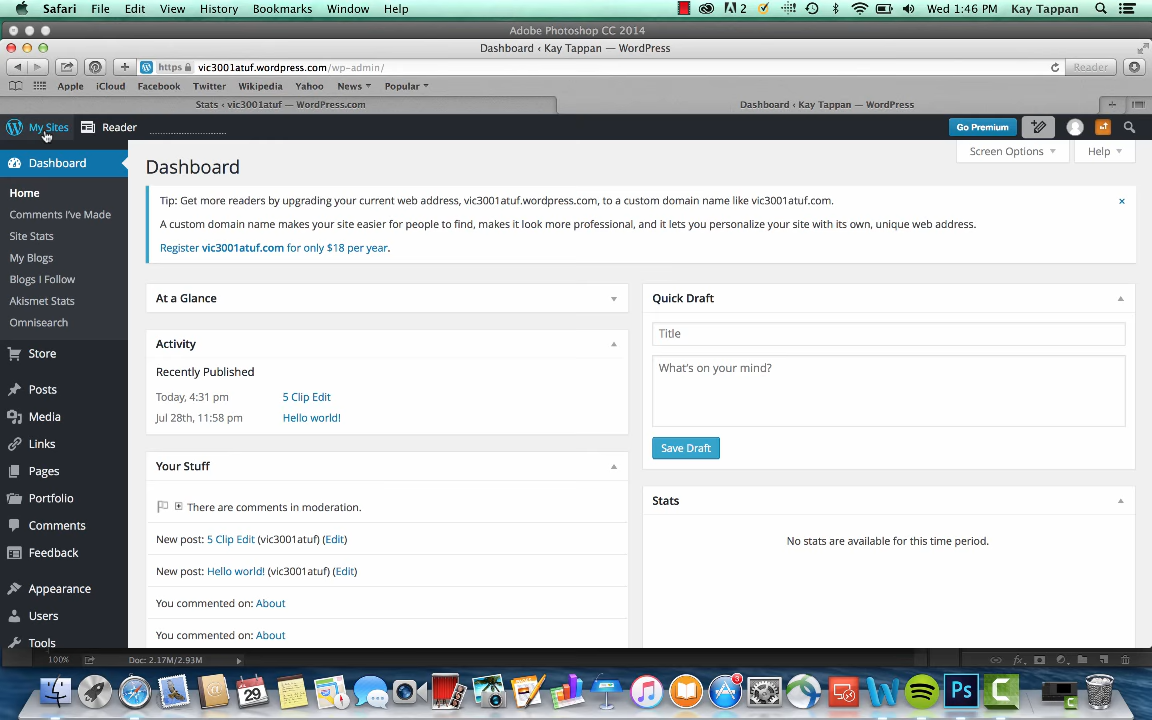 Safari File Edit View History Bookmarks Window Help 2 Wed 1:46 PM Kay Tappan
Adobe Photoshop CC 2014
Dashboard ‹ Kay Tappan — WordPress
https vic3001atuf.wordpress.com/wp-admin/ Reader
Apple iCloud Facebook Twitter Wikipedia Yahoo News Popular
Stats ‹ vic3001atuf — WordPress.com Dashboard ‹ Kay Tappan — WordPress
My Sites Reader Go Premium
Screen Options Help
Dashboard
Home
Comments I've Made
Site Stats
My Blogs
Blogs I Follow
Akismet Stats
Omnisearch
Store
Posts
Media
Links
Pages
Portfolio
Comments
Feedback
Appearance
Users
Tools
Dashboard
Tip: Get more readers by upgrading your current web address, vic3001atuf.wordpress.com, to a custom domain name like vic3001atuf.com.
A custom domain name makes your site easier for people to find, makes it look more professional, and it lets you personalize your site with its own, unique web address.
Register vic3001atuf.com for only $18 per year.
At a Glance
Activity
Recently Published
Today, 4:31 pm 5 Clip Edit
Jul 28th, 11:58 pm Hello world!
Your Stuff
There are comments in moderation.
New post: 5 Clip Edit (vic3001atuf) (Edit)
New post: Hello world! (vic3001atuf) (Edit)
You commented on: About
You commented on: About
Quick Draft
Title
What's on your mind?
Save Draft
Stats
No stats are available for this time period.
100% Doc: 2.17M/2.93M fx
29 3 W Ps C